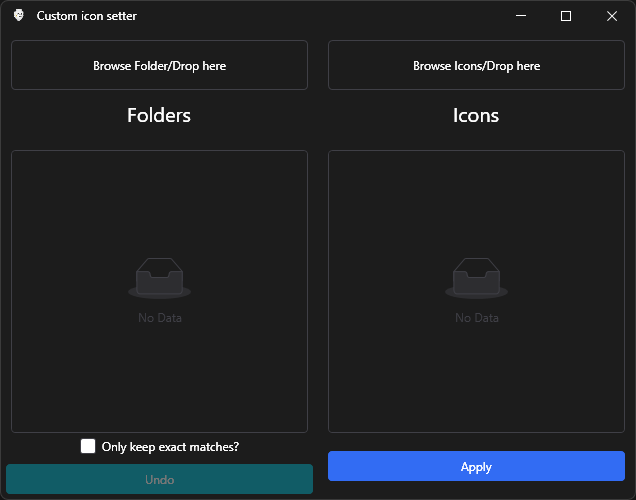 Custom icon setter
Browse Folder/Drop here
Browse Icons/Drop here
Folders
Icons
No Data
No Data
Only keep exact matches?
Undo
Apply